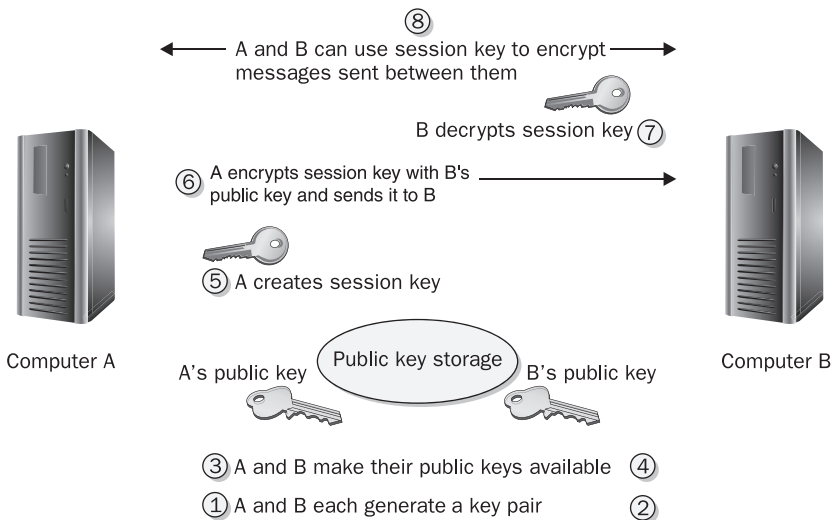 ⑧
A and B can use session key to encrypt
messages sent between them
B decrypts session key ⑦
⑥ A encrypts session key with B's
public key and sends it to B
⑤ A creates session key
Computer A
Public key storage
Computer B
A’s public key
B’s public key
③ A and B make their public keys available ④
① A and B each generate a key pair ②